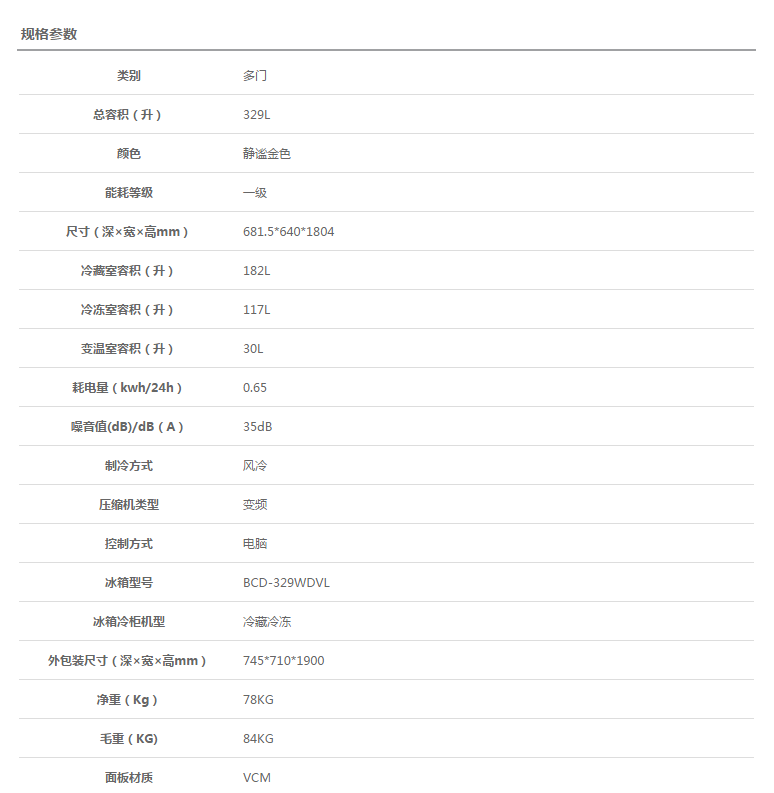 规格参数
类别 多门
总容积（升） 329L
颜色 静谧金色
能耗等级 一级
尺寸（深×宽×高mm） 681.5*640*1804
冷藏室容积（升） 182L
冷冻室容积（升） 117L
变温室容积（升） 30L
耗电量（kwh/24h） 0.65
噪音值(dB)/dB（A） 35dB
制冷方式 风冷
压缩机类型 变频
控制方式 电脑
冰箱型号 BCD-329WDVL
冰箱冷柜机型 冷藏冷冻
外包装尺寸（深×宽×高mm） 745*710*1900
净重（Kg） 78KG
毛重（KG) 84KG
面板材质 VCM